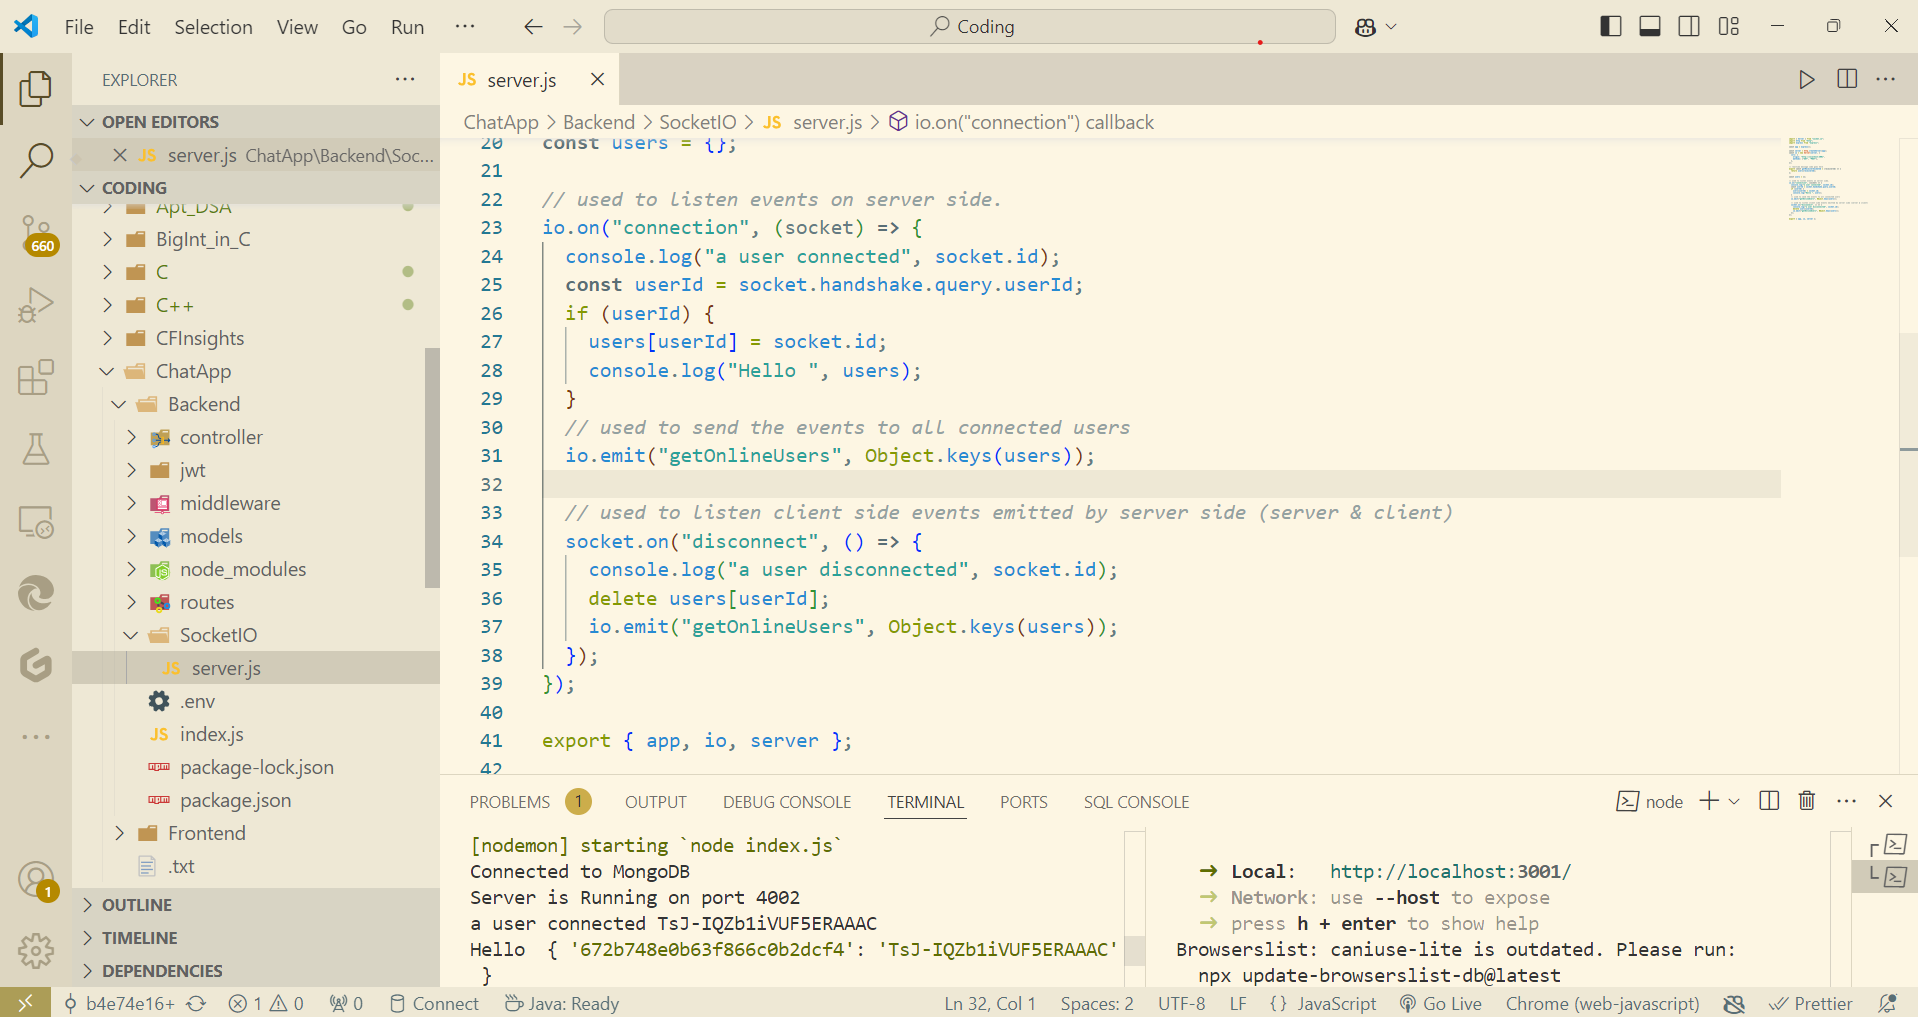 File Edit Selection View Go Run ··· Coding
EXPLORER ···
OPEN EDITORS
JS server.js ChatApp\Backend\Soc...
CODING
Apt_DSA
BigInt_in_C
C
C++
CFInsights
ChatApp
Backend
controller
jwt
middleware
models
node_modules
routes
SocketIO
JS server.js
.env
JS index.js
package-lock.json
package.json
Frontend
.txt
OUTLINE
TIMELINE
DEPENDENCIES
660
1
JS server.js
ChatApp > Backend > SocketIO > JS server.js > io.on("connection") callback
20 const users = {};
21
22 // used to listen events on server side.
23 io.on("connection", (socket) => {
24 console.log("a user connected", socket.id);
25 const userId = socket.handshake.query.userId;
26 if (userId) {
27 users[userId] = socket.id;
28 console.log("Hello ", users);
29 }
30 // used to send the events to all connected users
31 io.emit("getOnlineUsers", Object.keys(users));
32
33 // used to listen client side events emitted by server side (server & client)
34 socket.on("disconnect", () => {
35 console.log("a user disconnected", socket.id);
36 delete users[userId];
37 io.emit("getOnlineUsers", Object.keys(users));
38 });
39 });
40
41 export { app, io, server };
42
PROBLEMS 1 OUTPUT DEBUG CONSOLE TERMINAL PORTS SQL CONSOLE node
[nodemon] starting `node index.js`
Connected to MongoDB
Server is Running on port 4002
a user connected TsJ-IQZb1iVUF5ERAAAC
Hello { '672b748e0b63f866c0b2dcf4': 'TsJ-IQZb1iVUF5ERAAAC'
}
➜ Local: http://localhost:3001/
➜ Network: use --host to expose
➜ press h + enter to show help
Browserslist: caniuse-lite is outdated. Please run:
npx update-browserslist-db@latest
b4e74e16+ 1 0 0 Connect Java: Ready Ln 32, Col 1 Spaces: 2 UTF-8 LF {} JavaScript Go Live Chrome (web-javascript) Prettier